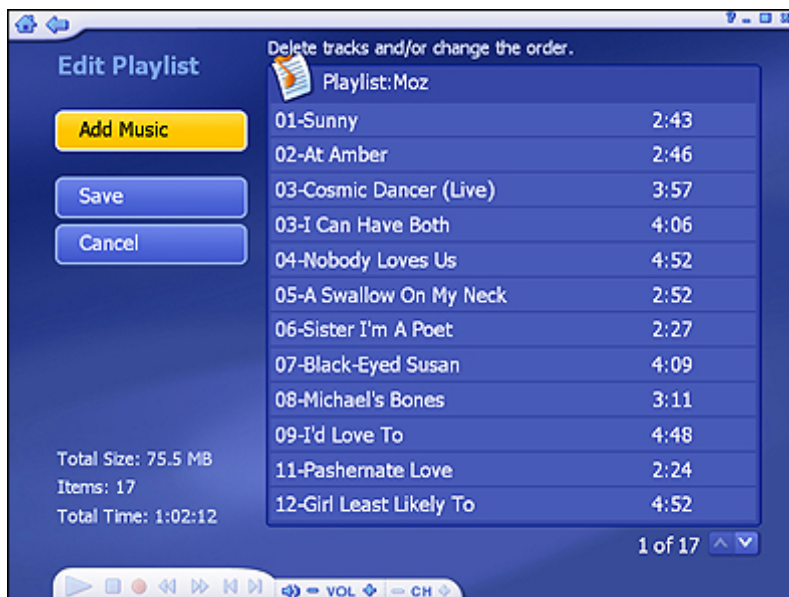 Edit Playlist
Delete tracks and/or change the order.
Playlist:Moz
Add Music
Save
Cancel
01-Sunny 2:43
02-At Amber 2:46
03-Cosmic Dancer (Live) 3:57
03-I Can Have Both 4:06
04-Nobody Loves Us 4:52
05-A Swallow On My Neck 2:52
06-Sister I'm A Poet 2:27
07-Black-Eyed Susan 4:09
08-Michael's Bones 3:11
09-I'd Love To 4:48
11-Pashernate Love 2:24
12-Girl Least Likely To 4:52
Total Size: 75.5 MB
Items: 17
Total Time: 1:02:12
1 of 17
VOL
CH